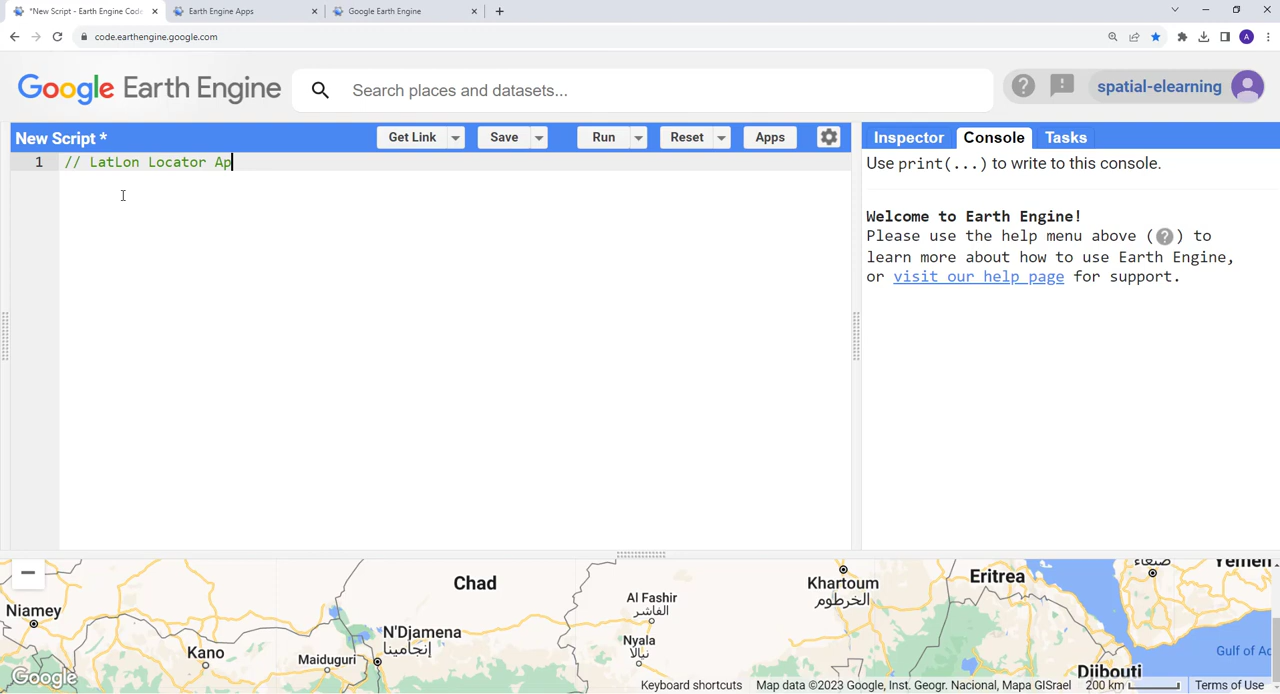 *New Script - Earth Engine Code
Earth Engine Apps
Google Earth Engine
code.earthengine.google.com
A
Google Earth Engine
Search places and datasets...
spatial-elearning
New Script *
Get Link
Save
Run
Reset
Apps
Inspector
Console
Tasks
1
// LatLon Locator Ap
Use print(...) to write to this console.
Welcome to Earth Engine!
Please use the help menu above (?) to
learn more about how to use Earth Engine,
or visit our help page for support.
Niamey
Kano
Maiduguri
N'Djamena
انجامينا
Chad
Al Fashir
الفاشر
Nyala
نيالا
Khartoum
الخرطوم
Eritrea
صنعاء
Yemen
Gulf of Ad
Djibouti
Google
Keyboard shortcuts
Map data ©2023 Google, Inst. Geogr. Nacional, Mapa GISrael
200 km
Terms of Use